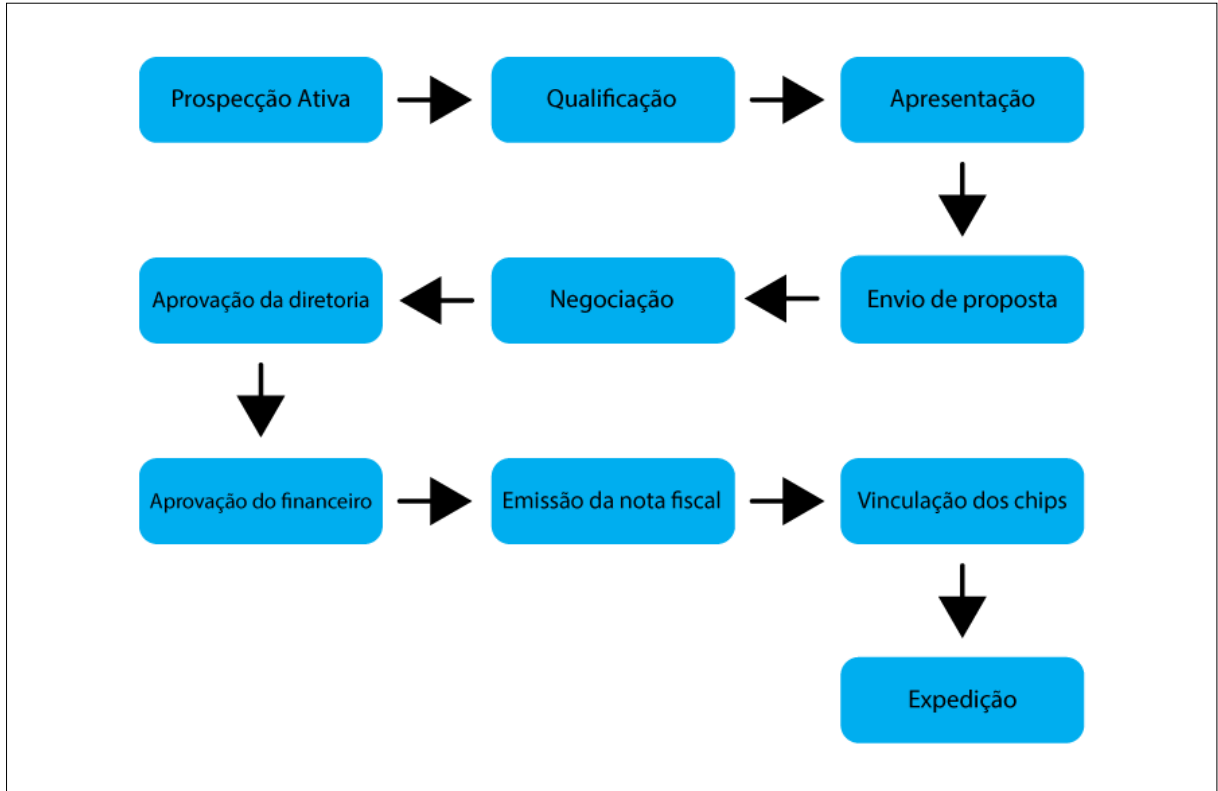 Prospecção Ativa
Qualificação
Apresentação
Envio de proposta
Negociação
Aprovação da diretoria
Aprovação do financeiro
Emissão da nota fiscal
Vinculação dos chips
Expedição